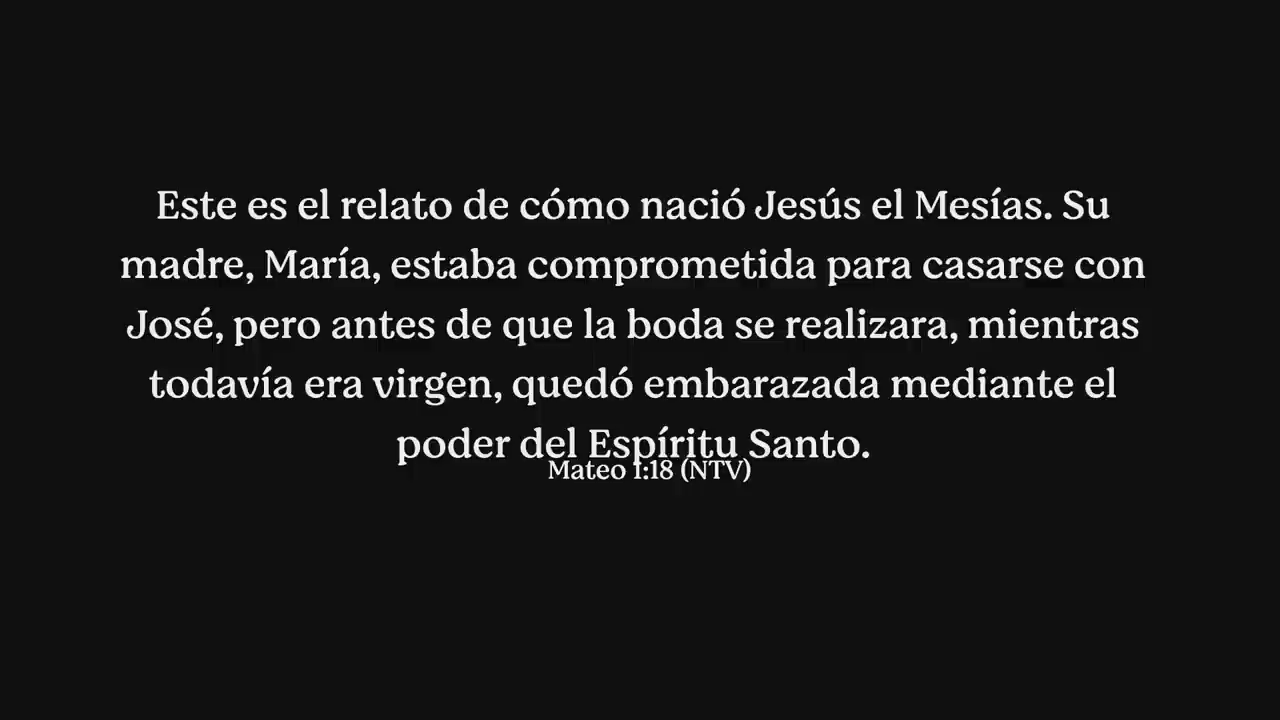 Este es el relato de cómo nació Jesús el Mesías. Su
madre, María, estaba comprometida para casarse con
José, pero antes de que la boda se realizara, mientras
todavía era virgen, quedó embarazada mediante el
poder del Espíritu Santo.
Mateo 1:18 (NTV)